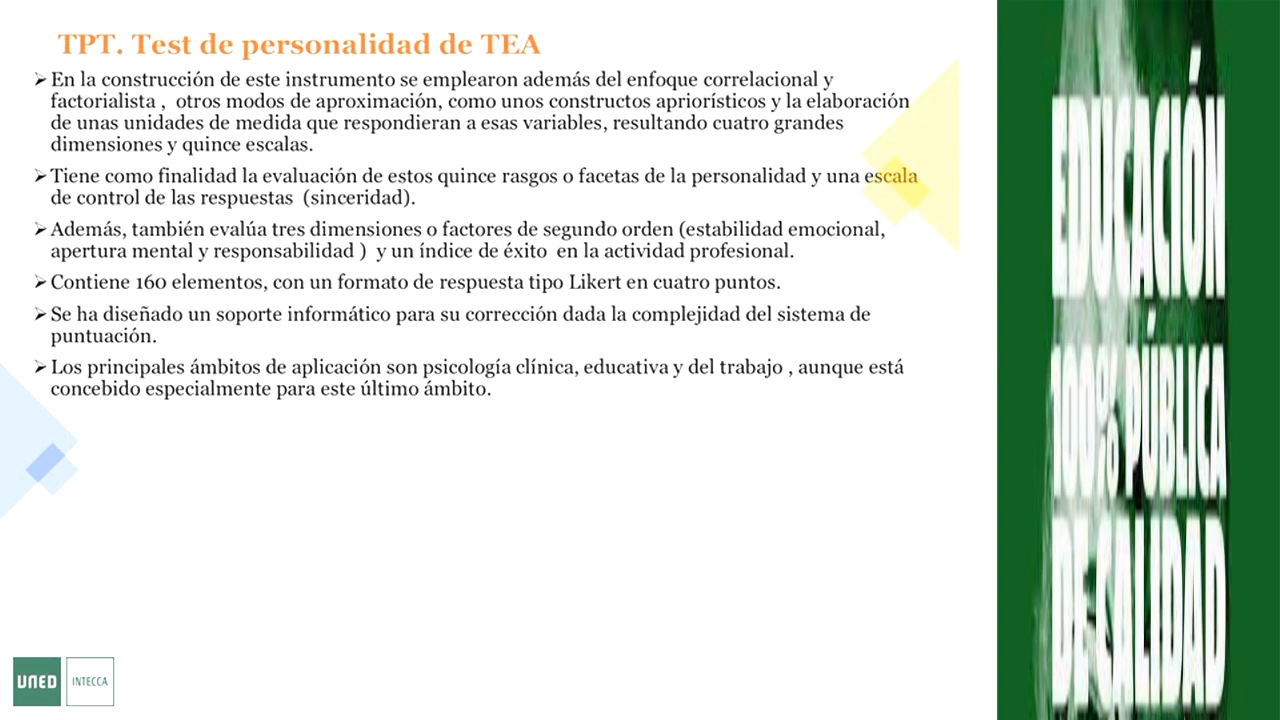 TPT. Test de personalidad de TEA
➢En la construcción de este instrumento se emplearon además del enfoque correlacional y
factorialista , otros modos de aproximación, como unos constructos apriorísticos y la elaboración
de unas unidades de medida que respondieran a esas variables, resultando cuatro grandes
dimensiones y quince escalas.
➢Tiene como finalidad la evaluación de estos quince rasgos o facetas de la personalidad y una escala
de control de las respuestas (sinceridad).
➢Además, también evalúa tres dimensiones o factores de segundo orden (estabilidad emocional,
apertura mental y responsabilidad ) y un índice de éxito en la actividad profesional.
➢Contiene 160 elementos, con un formato de respuesta tipo Likert en cuatro puntos.
➢Se ha diseñado un soporte informático para su corrección dada la complejidad del sistema de
puntuación.
➢Los principales ámbitos de aplicación son psicología clínica, educativa y del trabajo , aunque está
concebido especialmente para este último ámbito.
EDUCACIÓN
100% PÚBLICA
DE CALIDAD
UNED
INTECCA